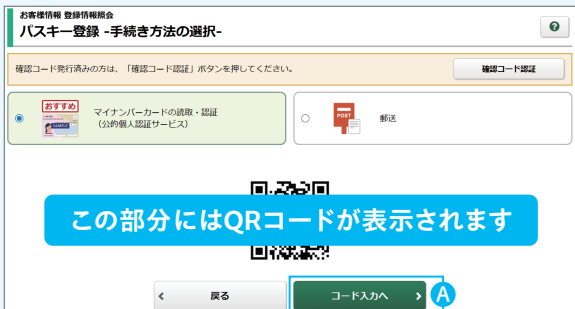 お客様情報 登録情報照会
パスキー登録 -手続き方法の選択-
?
確認コード発行済みの方は、「確認コード認証」ボタンを押してください。
確認コード認証
おすすめ
SAMPLE
マイナンバーカードの読取・認証
(公的個人認証サービス)
POST
郵送
この部分にはQRコードが表示されます
< 戻る
コード入力へ >
A